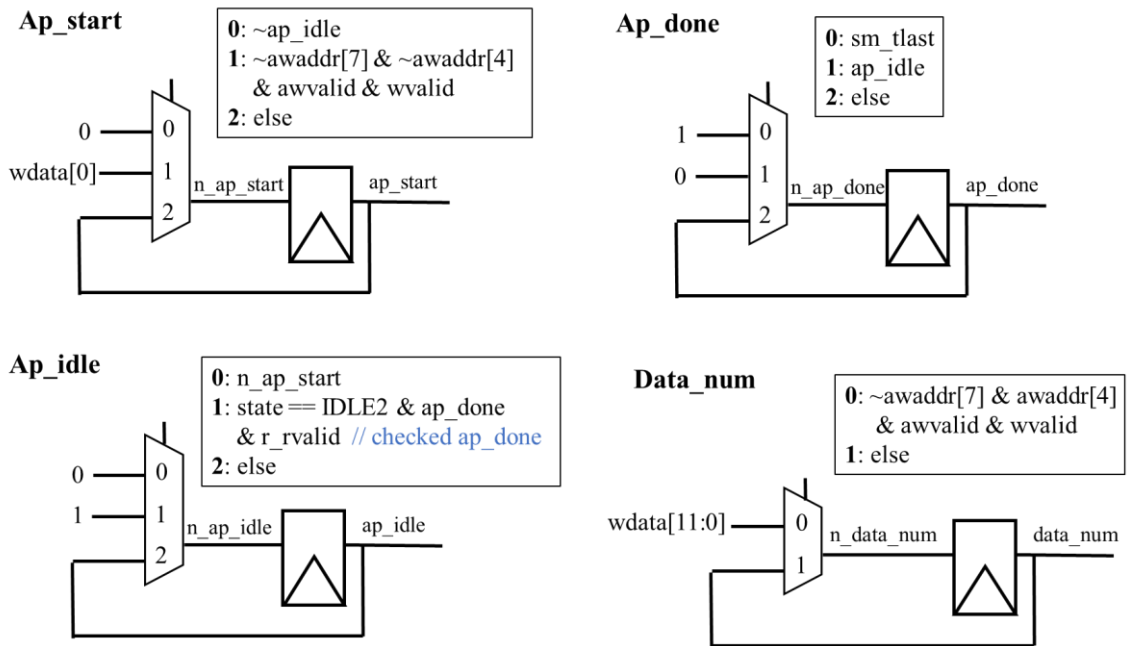 Ap_start
0: ~ap_idle
1: ~awaddr[7] & ~awaddr[4]
& awvalid & wvalid
2: else
0
wdata[0]
0
1
2
n_ap_start
ap_start
Ap_done
0: sm_tlast
1: ap_idle
2: else
1
0
0
1
2
n_ap_done
ap_done
Ap_idle
0: n_ap_start
1: state == IDLE2 & ap_done
& r_rvalid // checked ap_done
2: else
0
1
0
1
2
n_ap_idle
ap_idle
Data_num
0: ~awaddr[7] & awaddr[4]
& awvalid & wvalid
1: else
wdata[11:0]
0
1
n_data_num
data_num